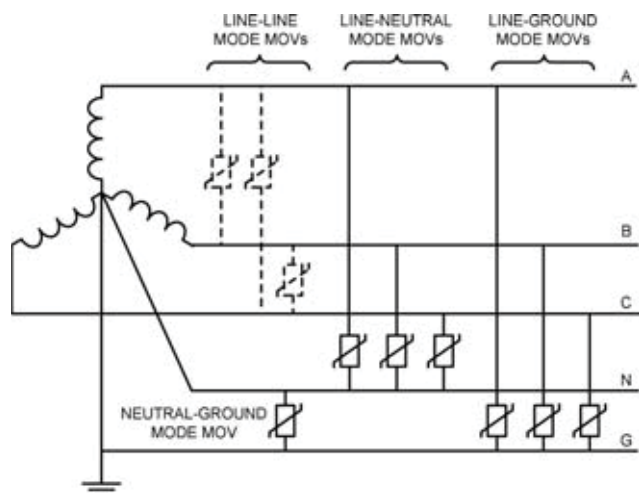 LINE-LINE
MODE MOVs
LINE-NEUTRAL
MODE MOVs
LINE-GROUND
MODE MOVs
A
B
C
N
NEUTRAL-GROUND
MODE MOV
G